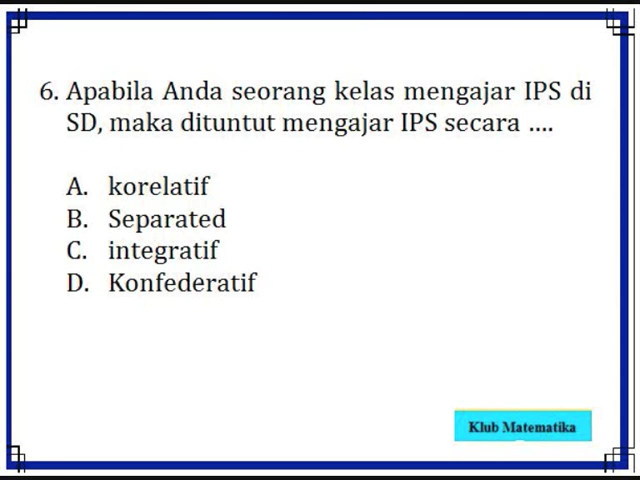 6. Apabila Anda seorang kelas mengajar IPS di
SD, maka dituntut mengajar IPS secara ....
A. korelatif
B. Separated
C. integratif
D. Konfederatif
Klub Matematika